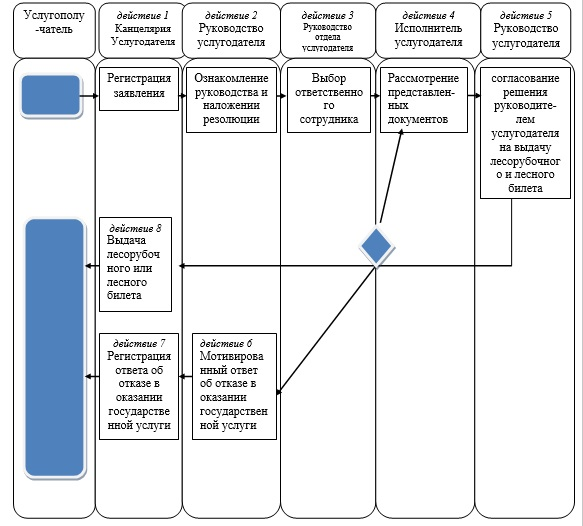 Услугополу
-чатель
действие 1
Канцелярия
Услугодателя
действие 2
Руководство
услугодателя
действие 3
Руководство
отдела
услугодателя
действие 4
Исполнитель
услугодателя
действие 5
Руководство
услугодателя
Регистрация
заявления
Ознакомление
руководства и
наложении
резолюции
Выбор
ответственно
го
сотрудника
Рассмотрение
представлен-
ных
документов
согласование
решения
руководите-
лем
услугодателя
на выдачу
лесорубочног
о и лесного
билета
действие 8
Выдача
лесорубоч
ного или
лесного
билета
действие 7
Регистрация
ответа об
отказе в
оказании
государстве
нной услуги
действие 6
Мотивирова
нный ответ
об отказе в
оказании
государствен
ной услуги